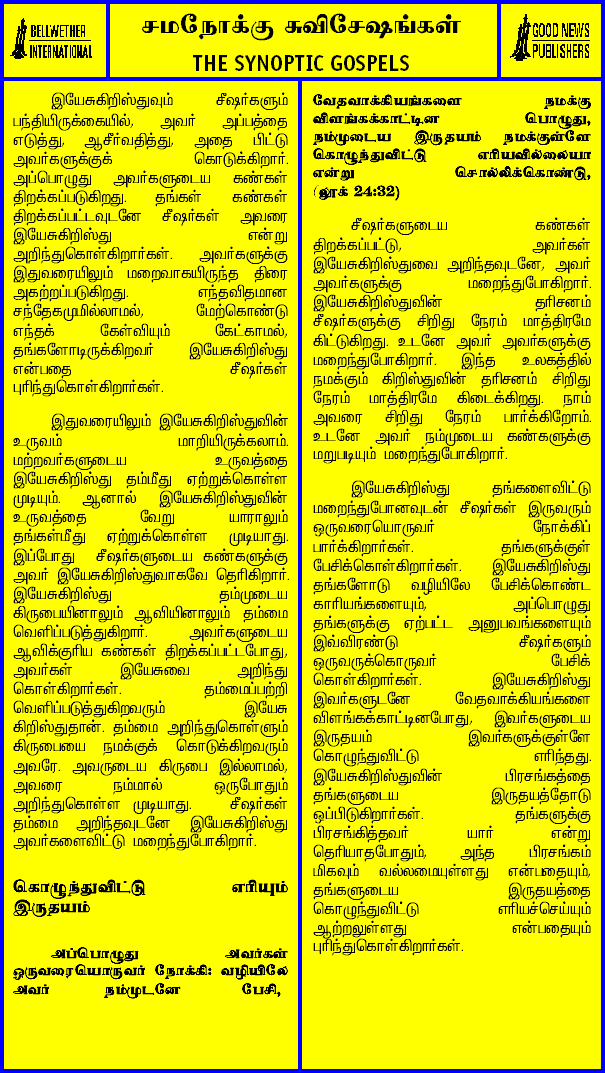 BELLWETHER
INTERNATIONAL
சமநோக்கு சுவிசேஷங்கள்
THE SYNOPTIC GOSPELS
GOOD NEWS
PUBLISHERS
இயேசுகிறிஸ்துவும் சீஷர்களும்
பந்தியிருக்கையில், அவர் அப்பத்தை
எடுத்து, ஆசீர்வதித்து, அதை பிட்டு
அவர்களுக்குக் கொடுக்கிறார்.
அப்பொழுது அவர்களுடைய கண்கள்
திறக்கப்படுகிறது. தங்கள் கண்கள்
திறக்கப்பட்டவுடனே சீஷர்கள் அவரை
இயேசுகிறிஸ்து என்று
அறிந்துகொள்கிறார்கள். அவர்களுக்கு
இதுவரையிலும் மறைவாகயிருந்த திரை
அகற்றப்படுகிறது. எந்தவிதமான
சந்தேகமுமில்லாமல், மேற்கொண்டு
எந்தக் கேள்வியும் கேட்காமல்,
தங்களோடிருக்கிறவர் இயேசுகிறிஸ்து
என்பதை சீஷர்கள்
புரிந்துகொள்கிறார்கள்.
இதுவரையிலும் இயேசுகிறிஸ்துவின்
உருவம் மாறியிருக்கலாம்.
மற்றவர்களுடைய உருவத்தை
இயேசுகிறிஸ்து தம்மீது ஏற்றுக்கொள்ள
முடியும். ஆனால் இயேசுகிறிஸ்துவின்
உருவத்தை வேறு யாராலும்
தங்கள்மீது ஏற்றுக்கொள்ள முடியாது.
இப்போது சீஷர்களுடைய கண்களுக்கு
அவர் இயேசுகிறிஸ்துவாகவே தெரிகிறார்.
இயேசுகிறிஸ்து தம்முடைய
கிருபையினாலும் ஆவியினாலும் தம்மை
வெளிப்படுத்துகிறார். அவர்களுடைய
ஆவிக்குரிய கண்கள் திறக்கப்பட்டபோது,
அவர்கள் இயேசுவை அறிந்து
கொள்கிறார்கள். தம்மைப்பற்றி
வெளிப்படுத்துகிறவரும் இயேசு
கிறிஸ்துதான். தம்மை அறிந்துகொள்ளும்
கிருபையை நமக்குக் கொடுக்கிறவரும்
அவரே. அவருடைய கிருபை இல்லாமல்,
அவரை நம்மால் ஒருபோதும்
அறிந்துகொள்ள முடியாது. சீஷர்கள்
தம்மை அறிந்தவுடனே இயேசுகிறிஸ்து
அவர்களைவிட்டு மறைந்துபோகிறார்.
கொழுந்துவிட்டு எரியும்
இருதயம்
அப்பொழுது அவர்கள்
ஒருவரையொருவர் நோக்கி: வழியிலே
அவர் நம்முடனே பேசி,
வேதவாக்கியங்களை நமக்கு
விளங்கக்காட்டின பொழுது,
நம்முடைய இருதயம் நமக்குள்ளே
கொழுந்துவிட்டு எரியவில்லையா
என்று சொல்லிக்கொண்டு,
(லூக் 24:32)
சீஷர்களுடைய கண்கள்
திறக்கப்பட்டு, அவர்கள்
இயேசுகிறிஸ்துவை அறிந்தவுடனே, அவர்
அவர்களுக்கு மறைந்துபோகிறார்.
இயேசுகிறிஸ்துவின் தரிசனம்
சீஷர்களுக்கு சிறிது நேரம் மாத்திரமே
கிட்டுகிறது. உடனே அவர் அவர்களுக்கு
மறைந்துபோகிறார். இந்த உலகத்தில்
நமக்கும் கிறிஸ்துவின் தரிசனம் சிறிது
நேரம் மாத்திரமே கிடைக்கிறது. நாம்
அவரை சிறிது நேரம் பார்க்கிறோம்.
உடனே அவர் நம்முடைய கண்களுக்கு
மறுபடியும் மறைந்துபோகிறார்.
இயேசுகிறிஸ்து தங்களைவிட்டு
மறைந்துபோனவுடன் சீஷர்கள் இருவரும்
ஒருவரையொருவர் நோக்கிப்
பார்க்கிறார்கள். தங்களுக்குள்
பேசிக்கொள்கிறார்கள். இயேசுகிறிஸ்து
தங்களோடு வழியிலே பேசிக்கொண்ட
காரியங்களையும், அப்பொழுது
தங்களுக்கு ஏற்பட்ட அனுபவங்களையும்
இவ்விரண்டு சீஷர்களும்
ஒருவருக்கொருவர் பேசிக்
கொள்கிறார்கள். இயேசுகிறிஸ்து
இவர்களுடனே வேதவாக்கியங்களை
விளங்கக்காட்டினபோது, இவர்களுடைய
இருதயம் இவர்களுக்குள்ளே
கொழுந்துவிட்டு எரிந்தது.
இயேசுகிறிஸ்துவின் பிரசங்கத்தை
தங்களுடைய இருதயத்தோடு
ஒப்பிடுகிறார்கள். தங்களுக்கு
பிரசங்கித்தவர் யார் என்று
தெரியாதபோதும், அந்த பிரசங்கம்
மிகவும் வல்லமையுள்ளது என்பதையும்,
தங்களுடைய இருதயத்தை
கொழுந்துவிட்டு எரியச்செய்யும்
ஆற்றலுள்ளது என்பதையும்
புரிந்துகொள்கிறார்கள்.